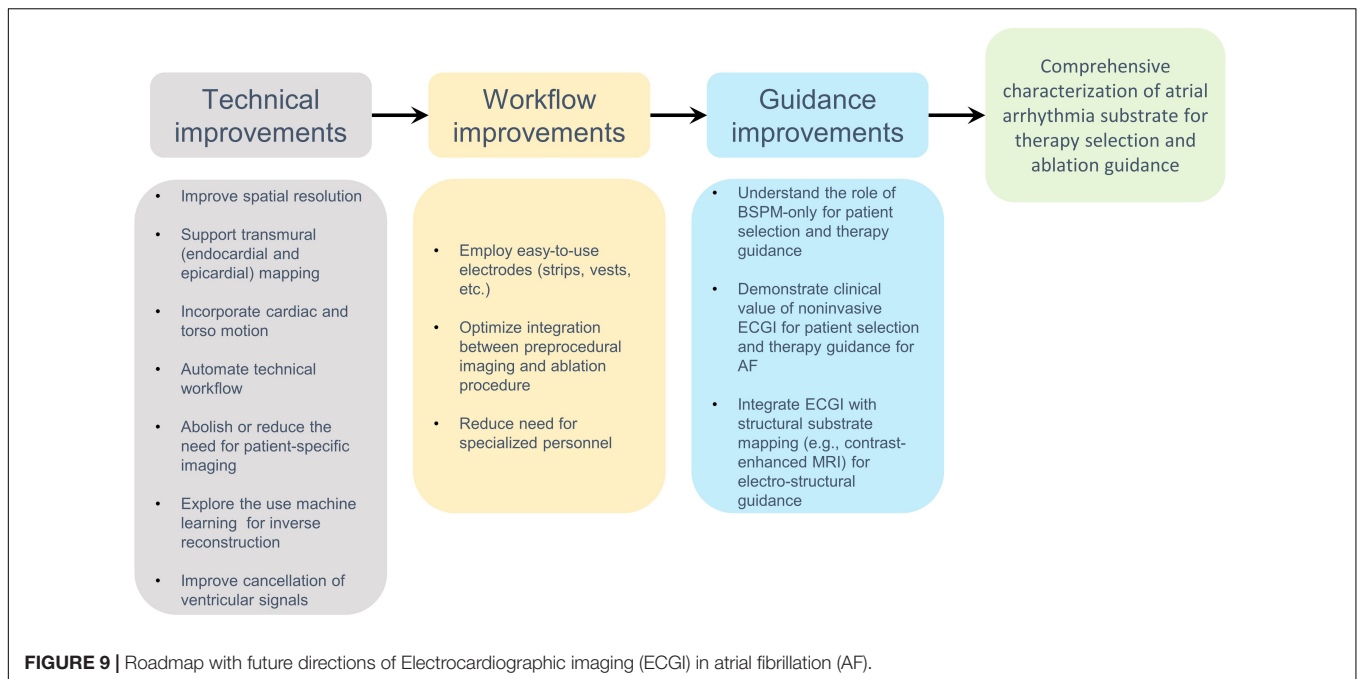 Technical
improvements
Workflow
improvements
Guidance
improvements
Comprehensive
characterization of atrial
arrhythmia substrate for
therapy selection and
ablation guidance
• Improve spatial resolution
• Support transmural
(endocardial and
epicardial) mapping
• Incorporate cardiac and
torso motion
• Automate technical
workflow
• Abolish or reduce the
need for patient-specific
imaging
• Explore the use machine
learning for inverse
reconstruction
• Improve cancellation of
ventricular signals
• Employ easy-to-use
electrodes (strips, vests,
etc.)
• Optimize integration
between preprocedural
imaging and ablation
procedure
• Reduce need for
specialized personnel
• Understand the role of
BSPM-only for patient
selection and therapy
guidance
• Demonstrate clinical
value of noninvasive
ECGI for patient selection
and therapy guidance for
AF
• Integrate ECGI with
structural substrate
mapping (e.g., contrast-
enhanced MRI) for
electro-structural
guidance
FIGURE 9 | Roadmap with future directions of Electrocardiographic imaging (ECGI) in atrial fibrillation (AF).